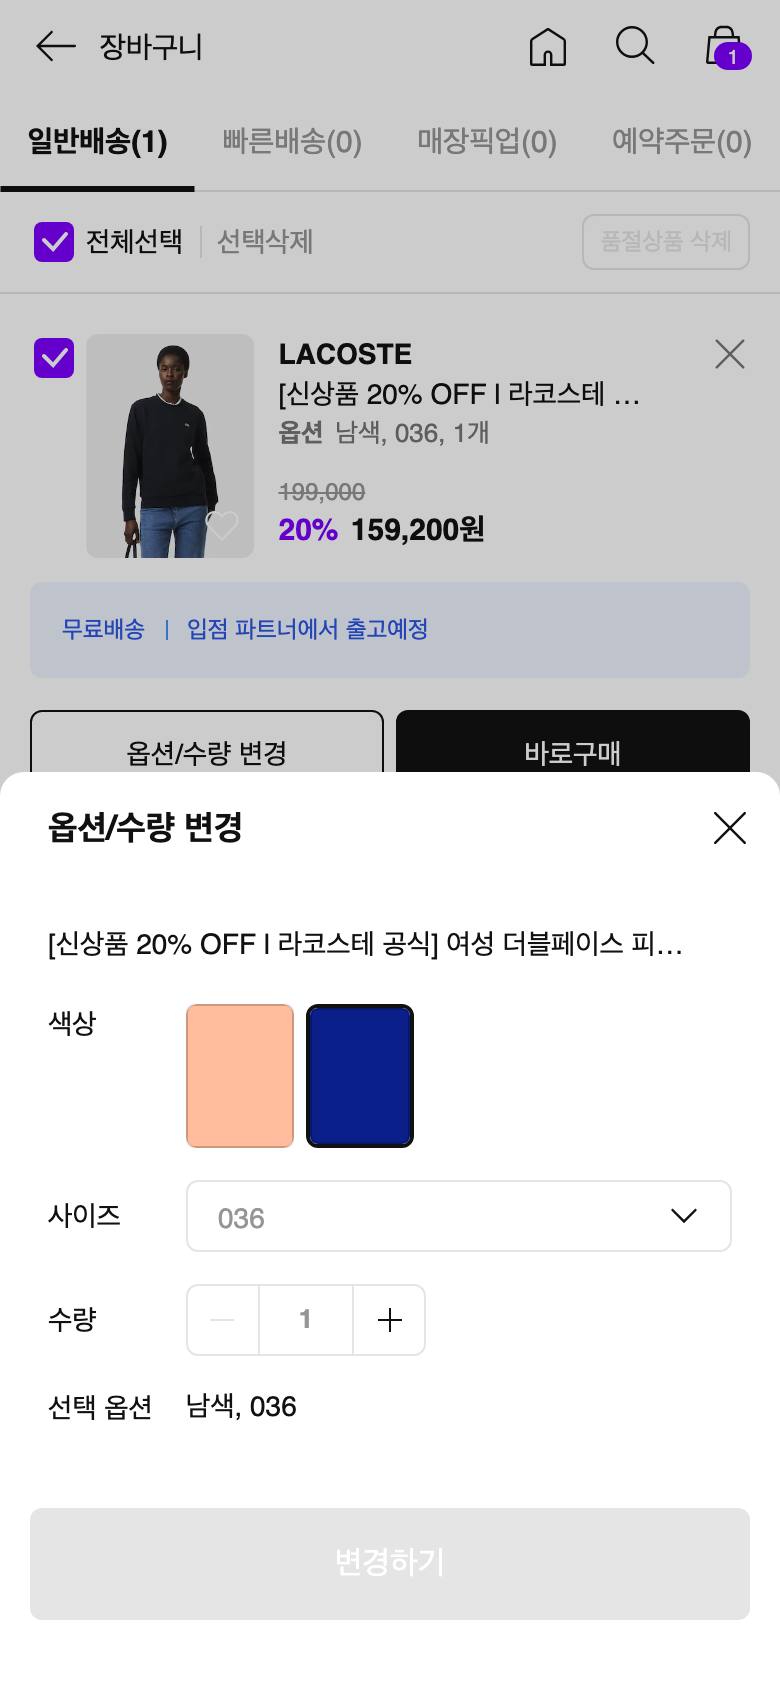 장바구니
1
일반배송(1) 빠른배송(0) 매장픽업(0) 예약주문(0)
전체선택 선택삭제 품절상품 삭제
LACOSTE
[신상품 20% OFF l 라코스테 ...
옵션 남색, 036, 1개
199,000
20% 159,200원
무료배송 | 입점 파트너에서 출고예정
옵션/수량 변경 바로구매
옵션/수량 변경
[신상품 20% OFF l 라코스테 공식] 여성 더블페이스 피...
색상
사이즈 036
수량 1
선택 옵션 남색, 036
변경하기